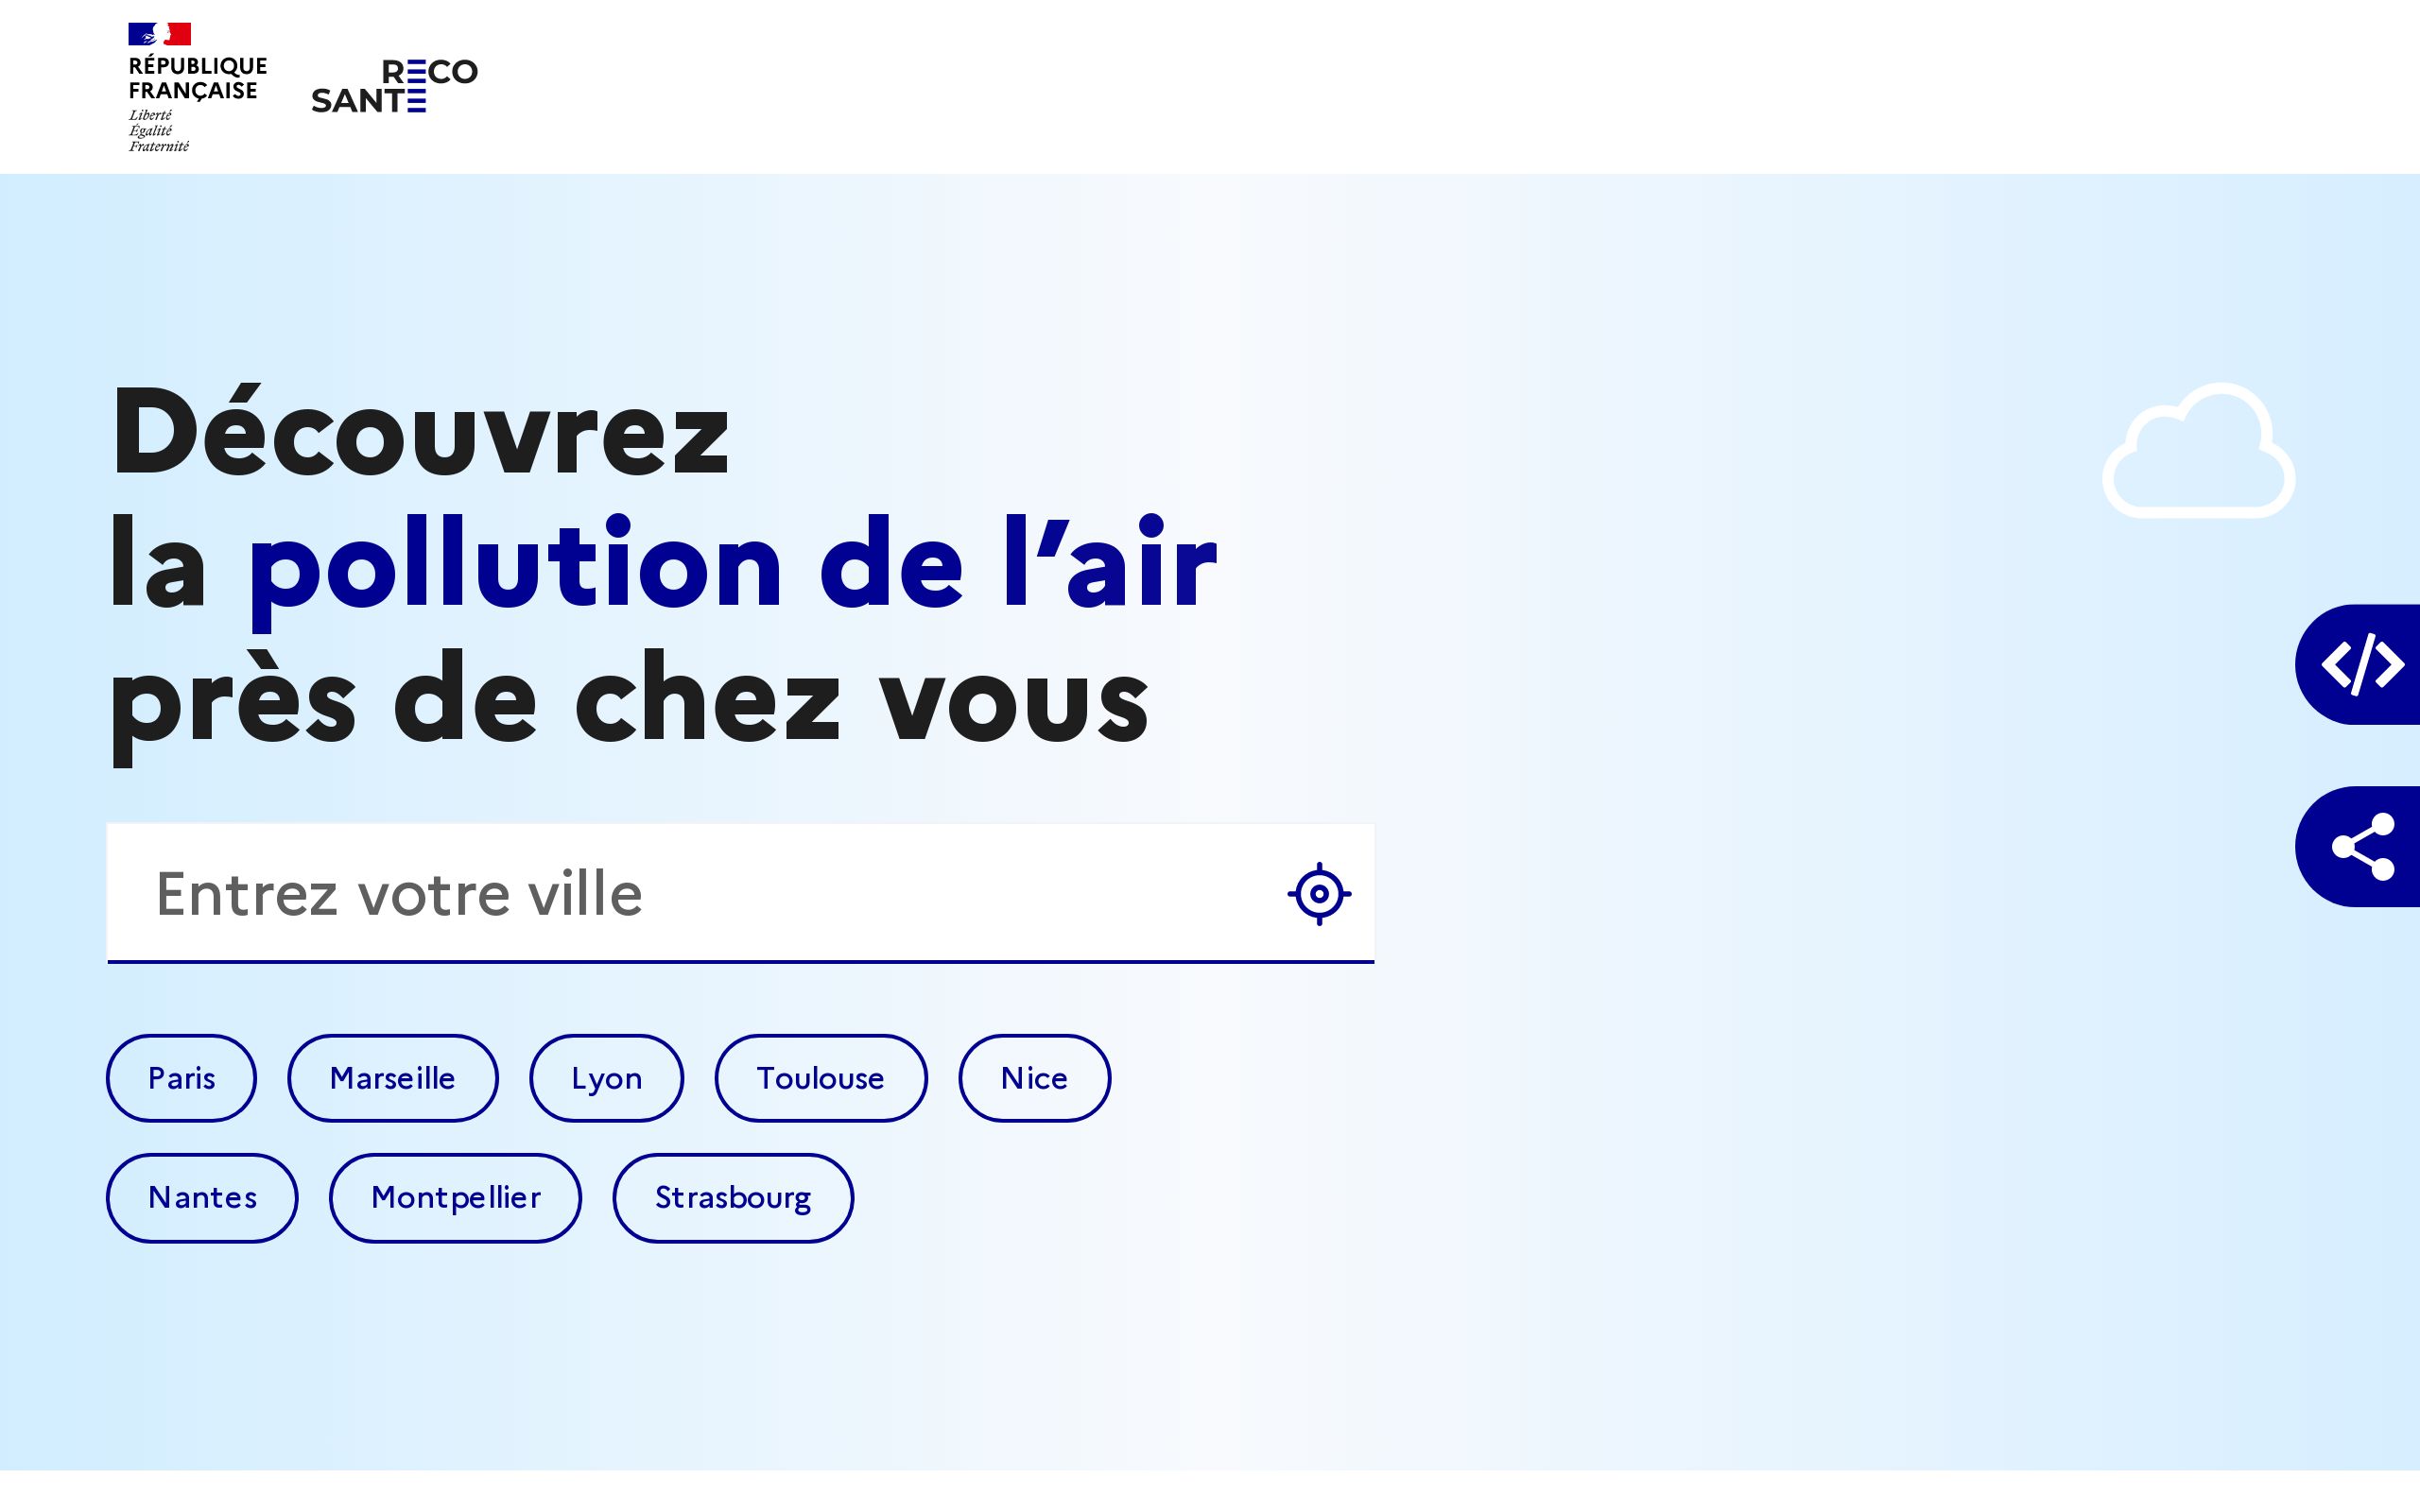 RÉPUBLIQUE
FRANÇAISE
Liberté
Égalité
Fraternité
RECO
SANTE
Découvrez
la pollution de l’air
près de chez vous
Entrez votre ville
Paris
Marseille
Lyon
Toulouse
Nice
Nantes
Montpellier
Strasbourg